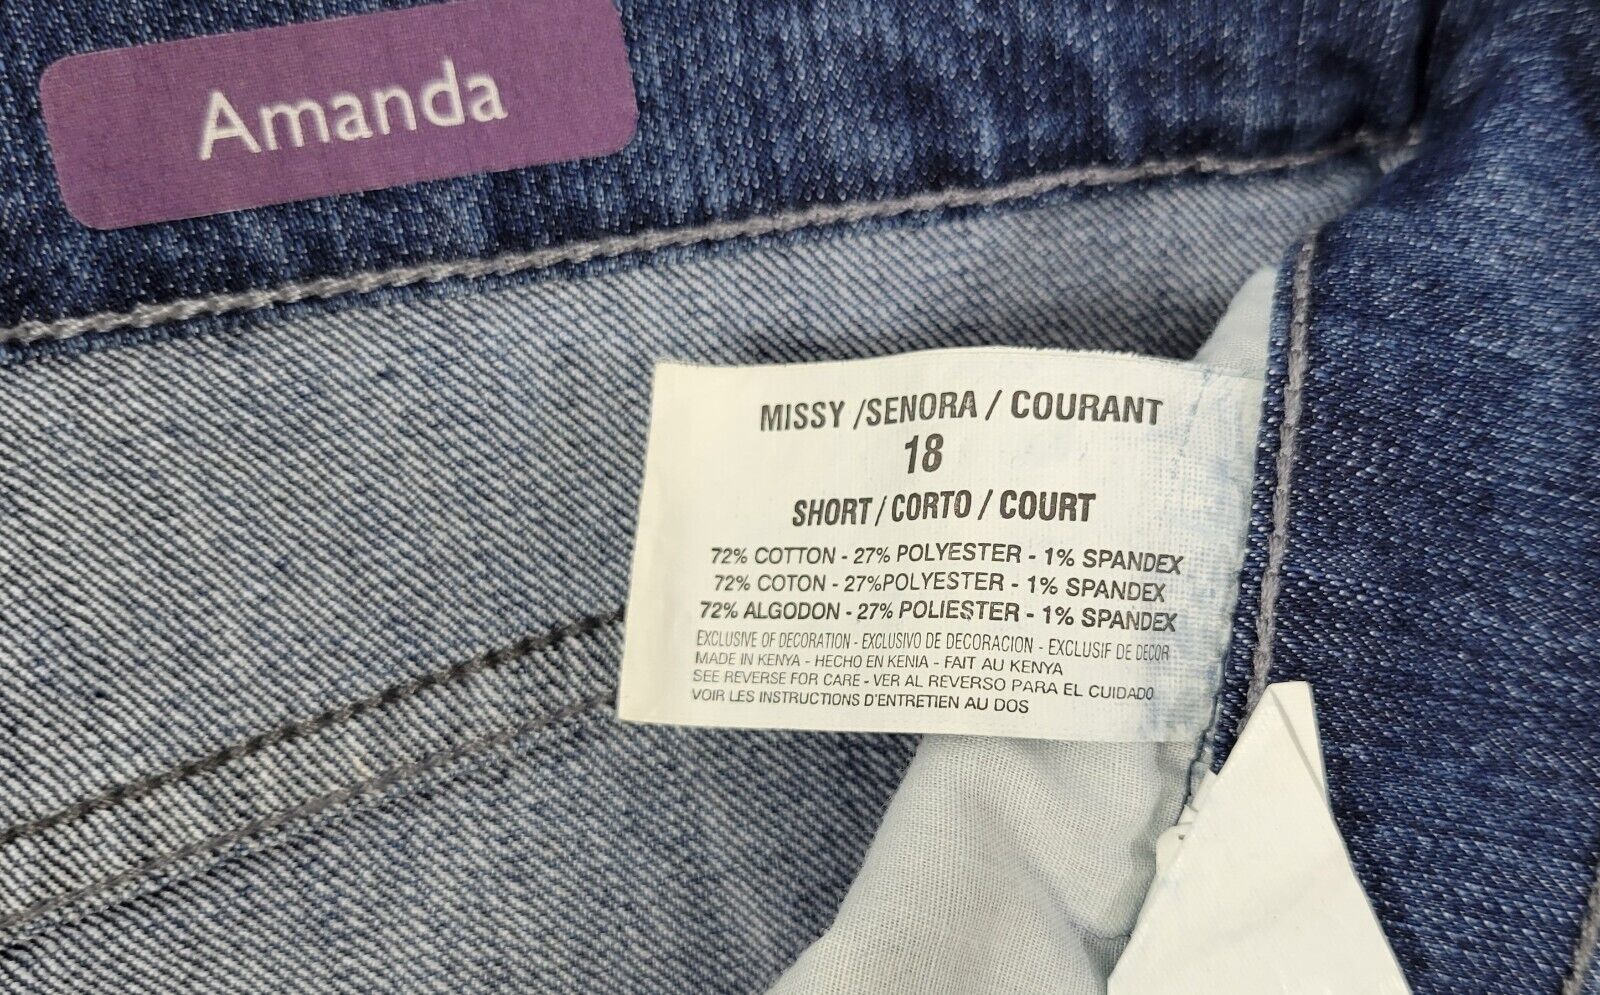 Amanda
MISSY /SENORA / COURANT
18
SHORT / CORTO / COURT
72% COTTON - 27% POLYESTER - 1% SPANDEX
72% COTON - 27%POLYESTER - 1% SPANDEX
72% ALGODON - 27% POLIESTER - 1% SPANDEX
EXCLUSIVE OF DECORATION - EXCLUSIVO DE DECORACION - EXCLUSIF DE DECOR
MADE IN KENYA - HECHO EN KENIA - FAIT AU KENYA
SEE REVERSE FOR CARE - VER AL REVERSO PARA EL CUIDADO
VOIR LES INSTRUCTIONS D'ENTRETIEN AU DOS